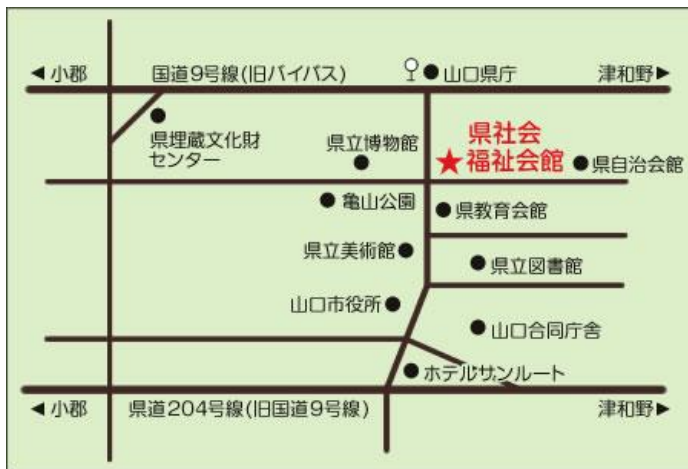 ◀小郡
国道9号線(旧バイパス)
山口県庁
津和野▶
県埋蔵文化財
センター
県立博物館
県社会
福祉会館
県自治会館
亀山公園
県教育会館
県立美術館
県立図書館
山口市役所
山口合同庁舎
ホテルサンルート
◀小郡
県道204号線(旧国道9号線)
津和野▶